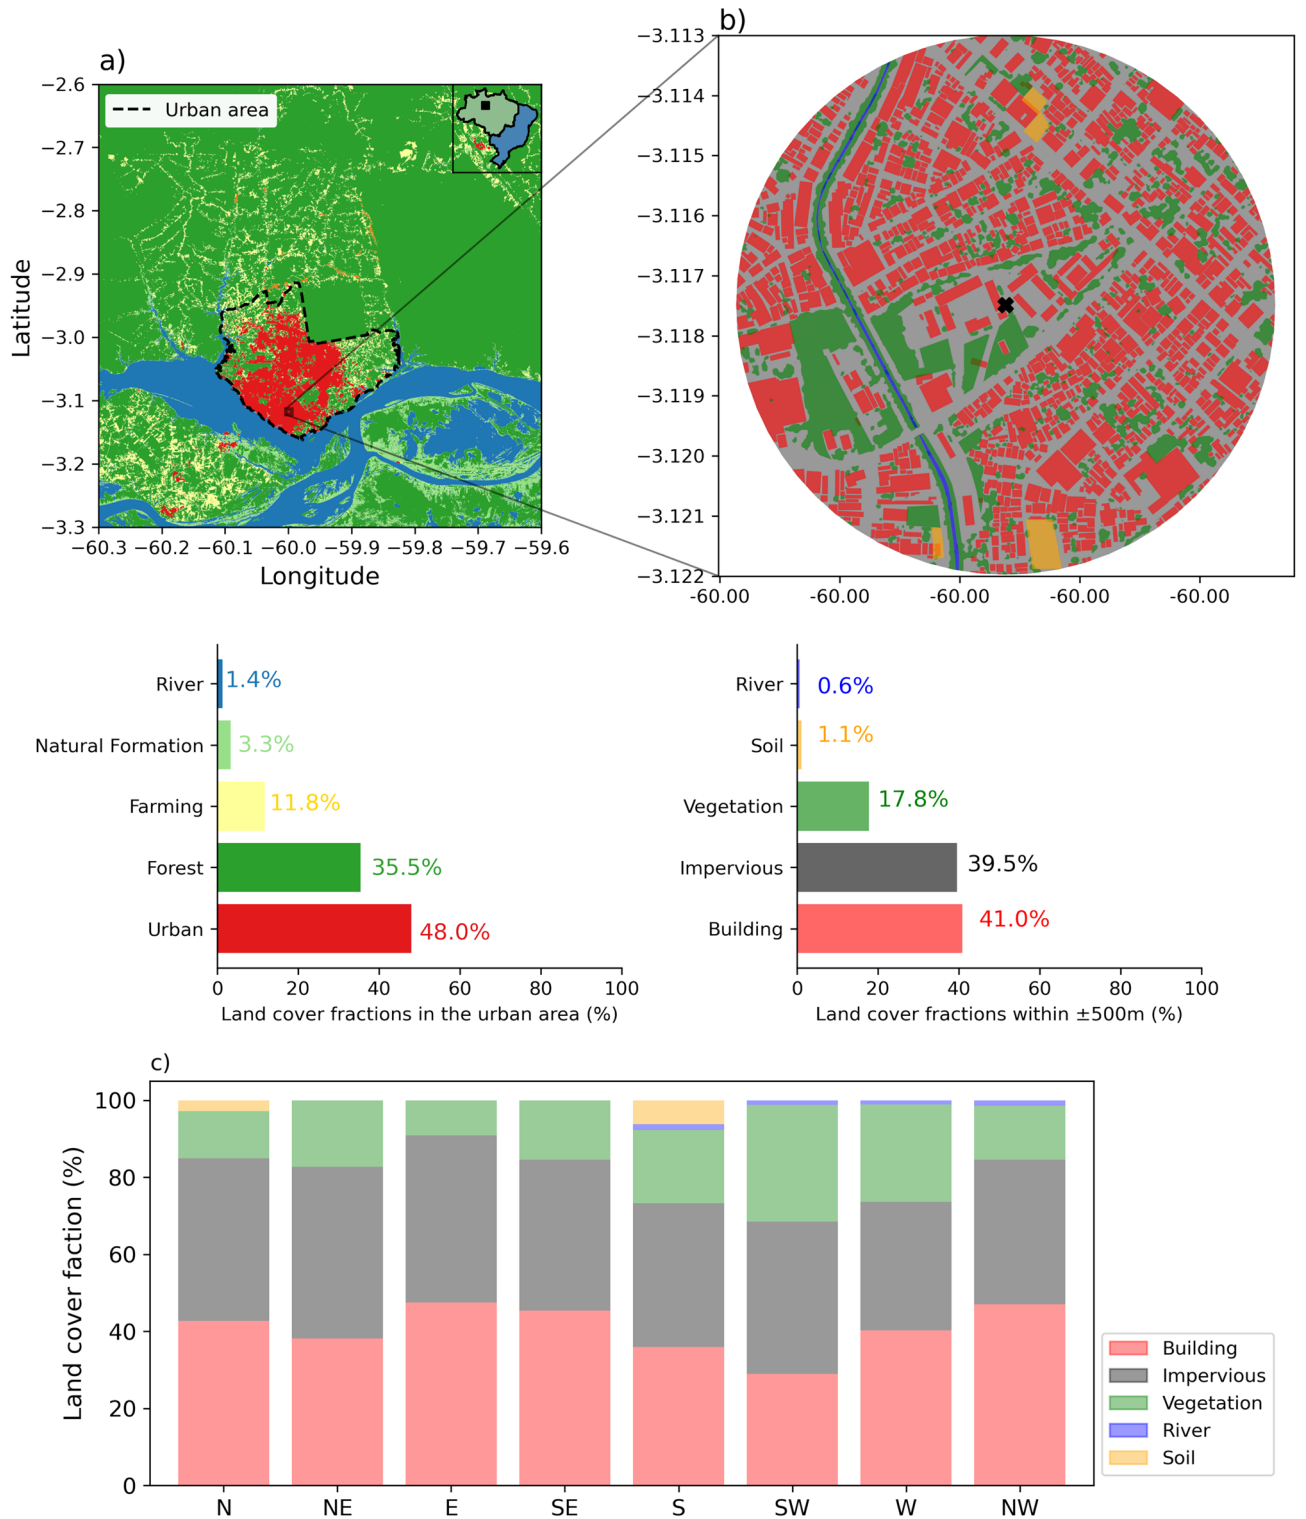 a)
Urban area
−2.6
−2.7
−2.8
−2.9
−3.0
−3.1
−3.2
−3.3
Latitude
−60.3 −60.2 −60.1 −60.0 −59.9 −59.8 −59.7 −59.6
Longitude
b)
−3.113
−3.114
−3.115
−3.116
−3.117
−3.118
−3.119
−3.120
−3.121
−3.122
-60.00 -60.00 -60.00 -60.00 -60.00
River 1.4%
Natural Formation 3.3%
Farming 11.8%
Forest 35.5%
Urban 48.0%
0 20 40 60 80 100
Land cover fractions in the urban area (%)
River 0.6%
Soil 1.1%
Vegetation 17.8%
Impervious 39.5%
Building 41.0%
0 20 40 60 80 100
Land cover fractions within ±500m (%)
c)
100
80
60
40
20
0
Land cover faction (%)
N NE E SE S SW W NW
Building
Impervious
Vegetation
River
Soil